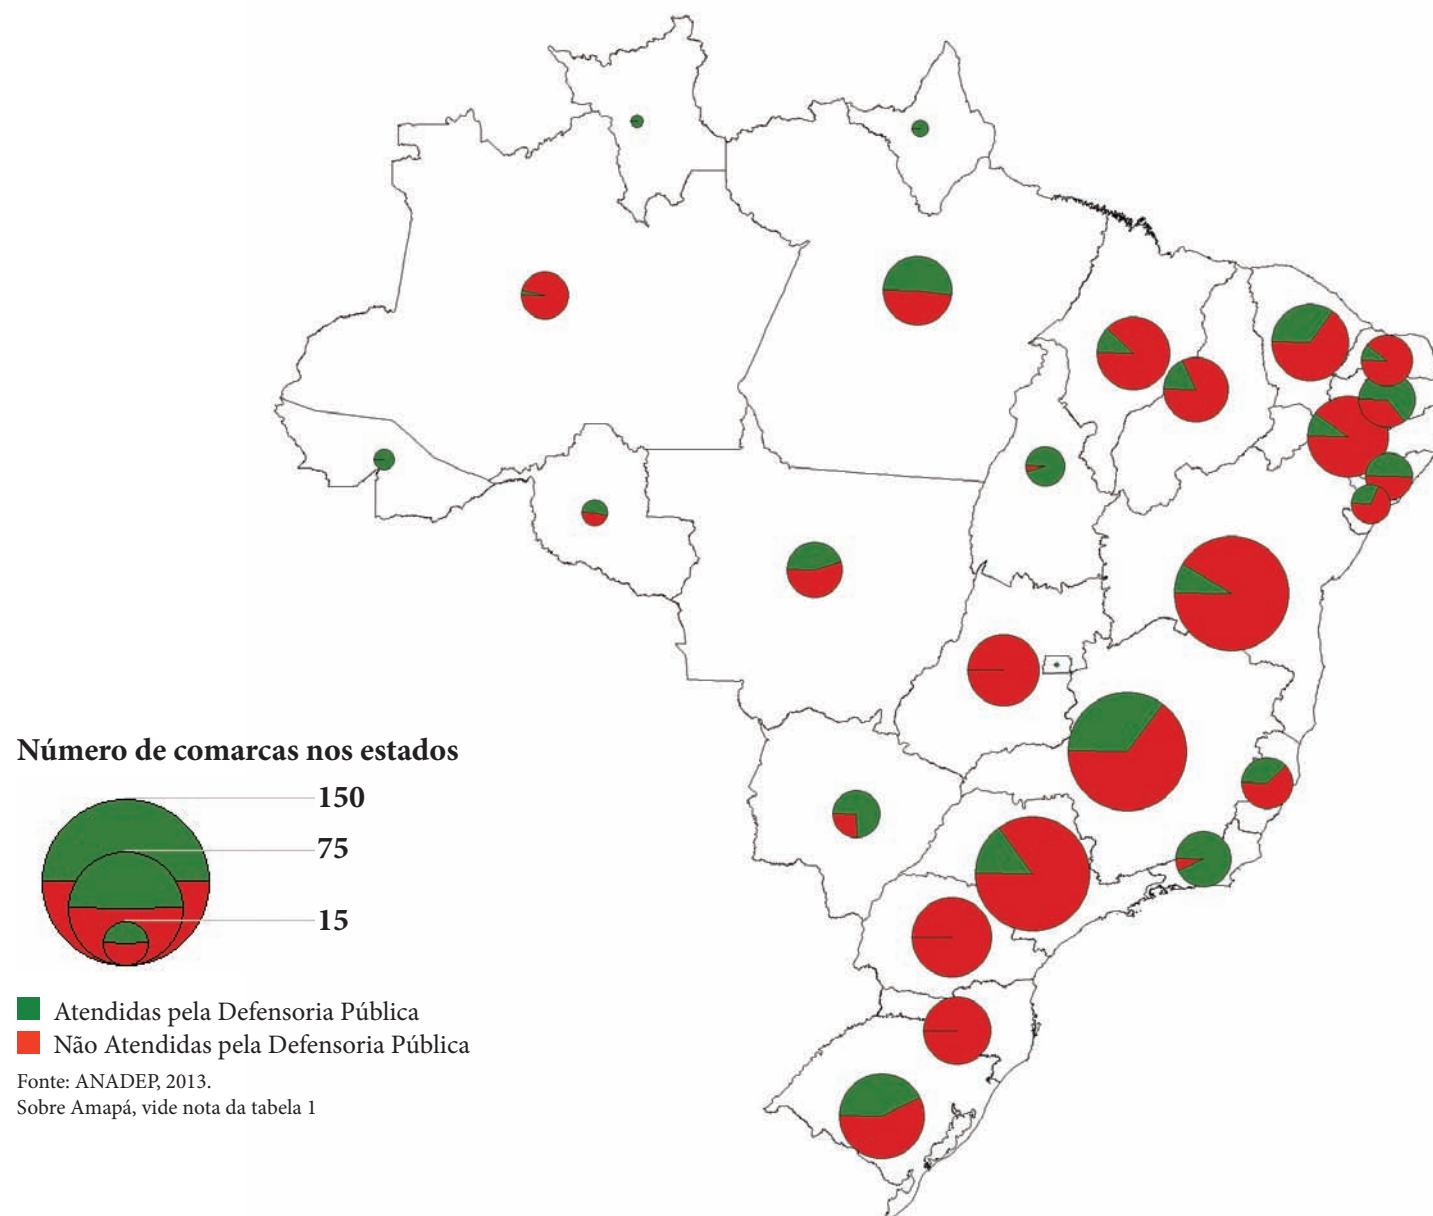 Número de comarcas nos estados
150
75
15
Atendidas pela Defensoria Pública
Não Atendidas pela Defensoria Pública
Fonte: ANADEP, 2013.
Sobre Amapá, vide nota da tabela 1